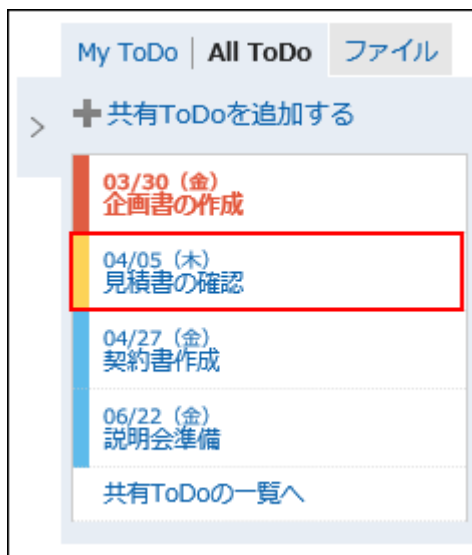 My ToDo | All ToDo ファイル
共有ToDoを追加する
03/30（金）
企画書の作成
04/05（木）
見積書の確認
04/27（金）
契約書作成
06/22（金）
説明会準備
共有ToDoの一覧へ